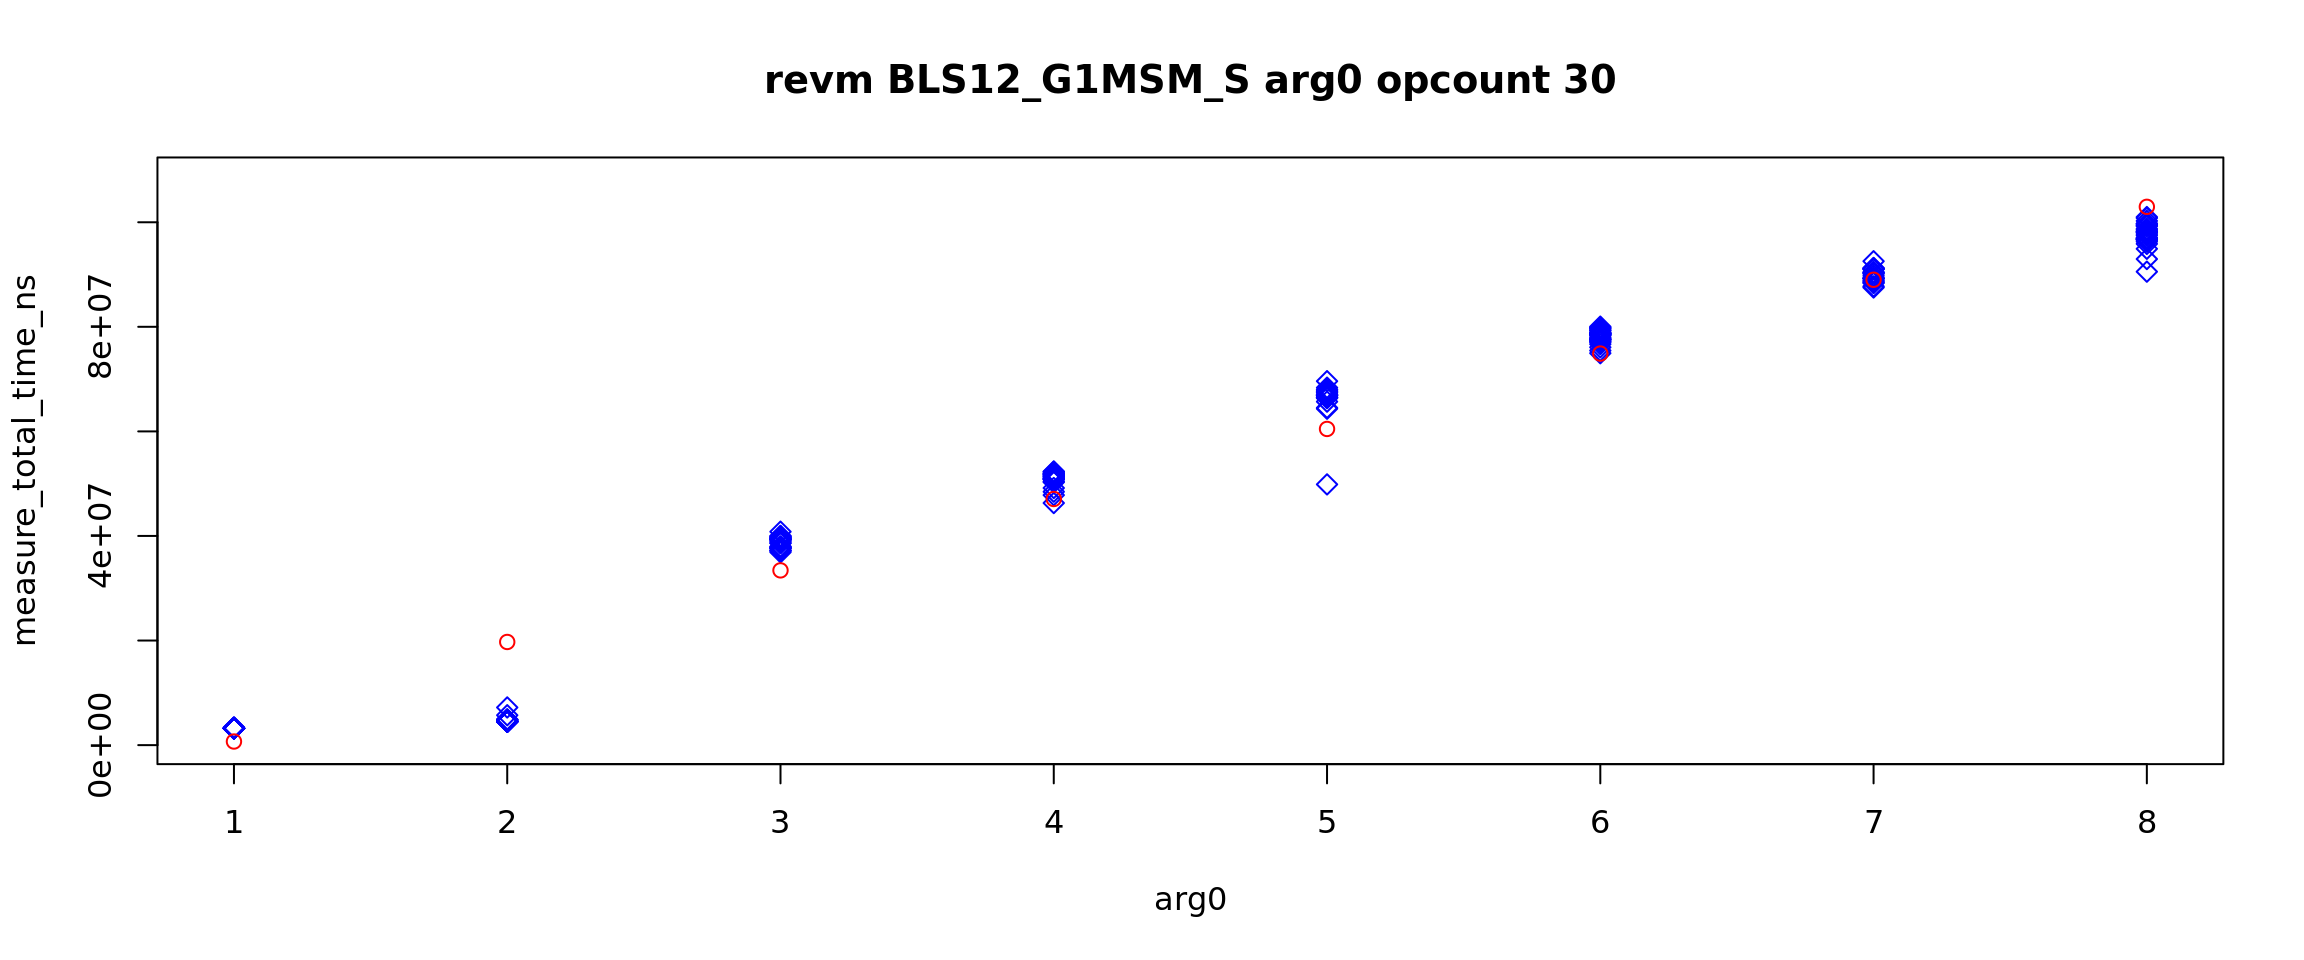 revm BLS12_G1MSM_S arg0 opcount 30
measure_total_time_ns
8e+07
4e+07
0e+00
1 2 3 4 5 6 7 8
arg0